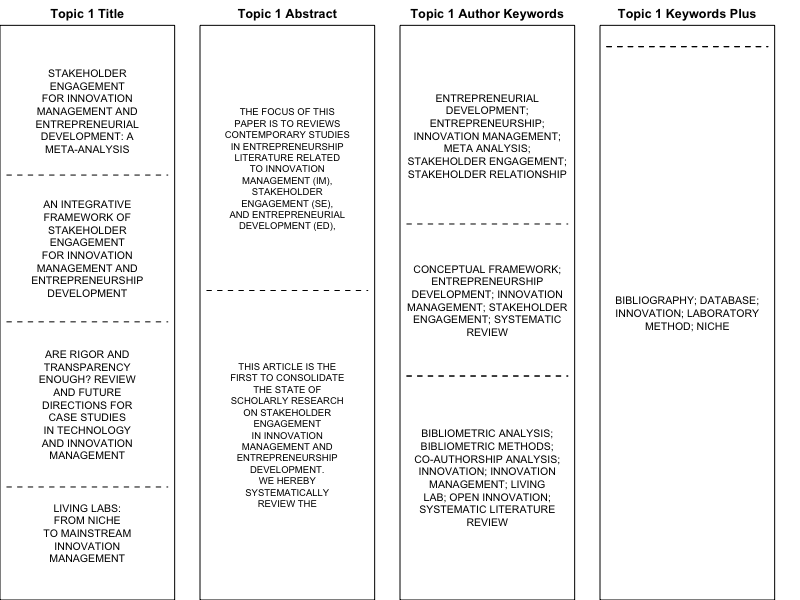 Topic 1 Title
STAKEHOLDER
ENGAGEMENT
FOR INNOVATION
MANAGEMENT AND
ENTREPRENEURIAL
DEVELOPMENT: A
META-ANALYSIS
AN INTEGRATIVE
FRAMEWORK OF
STAKEHOLDER
ENGAGEMENT
FOR INNOVATION
MANAGEMENT AND
ENTREPRENEURSHIP
DEVELOPMENT
ARE RIGOR AND
TRANSPARENCY
ENOUGH? REVIEW
AND FUTURE
DIRECTIONS FOR
CASE STUDIES
IN TECHNOLOGY
AND INNOVATION
MANAGEMENT
LIVING LABS:
FROM NICHE
TO MAINSTREAM
INNOVATION
MANAGEMENT
Topic 1 Abstract
THE FOCUS OF THIS
PAPER IS TO REVIEWS
CONTEMPORARY STUDIES
IN ENTREPRENEURSHIP
LITERATURE RELATED
TO INNOVATION
MANAGEMENT (IM),
STAKEHOLDER
ENGAGEMENT (SE),
AND ENTREPRENEURIAL
DEVELOPMENT (ED),
THIS ARTICLE IS THE
FIRST TO CONSOLIDATE
THE STATE OF
SCHOLARLY RESEARCH
ON STAKEHOLDER
ENGAGEMENT
IN INNOVATION
MANAGEMENT AND
ENTREPRENEURSHIP
DEVELOPMENT.
WE HEREBY
SYSTEMATICALLY
REVIEW THE
Topic 1 Author Keywords
ENTREPRENEURIAL
DEVELOPMENT;
ENTREPRENEURSHIP;
INNOVATION MANAGEMENT;
META ANALYSIS;
STAKEHOLDER ENGAGEMENT;
STAKEHOLDER RELATIONSHIP
CONCEPTUAL FRAMEWORK;
ENTREPRENEURSHIP
DEVELOPMENT; INNOVATION
MANAGEMENT; STAKEHOLDER
ENGAGEMENT; SYSTEMATIC
REVIEW
BIBLIOMETRIC ANALYSIS;
BIBLIOMETRIC METHODS;
CO-AUTHORSHIP ANALYSIS;
INNOVATION; INNOVATION
MANAGEMENT; LIVING
LAB; OPEN INNOVATION;
SYSTEMATIC LITERATURE
REVIEW
Topic 1 Keywords Plus
BIBLIOGRAPHY; DATABASE;
INNOVATION; LABORATORY
METHOD; NICHE